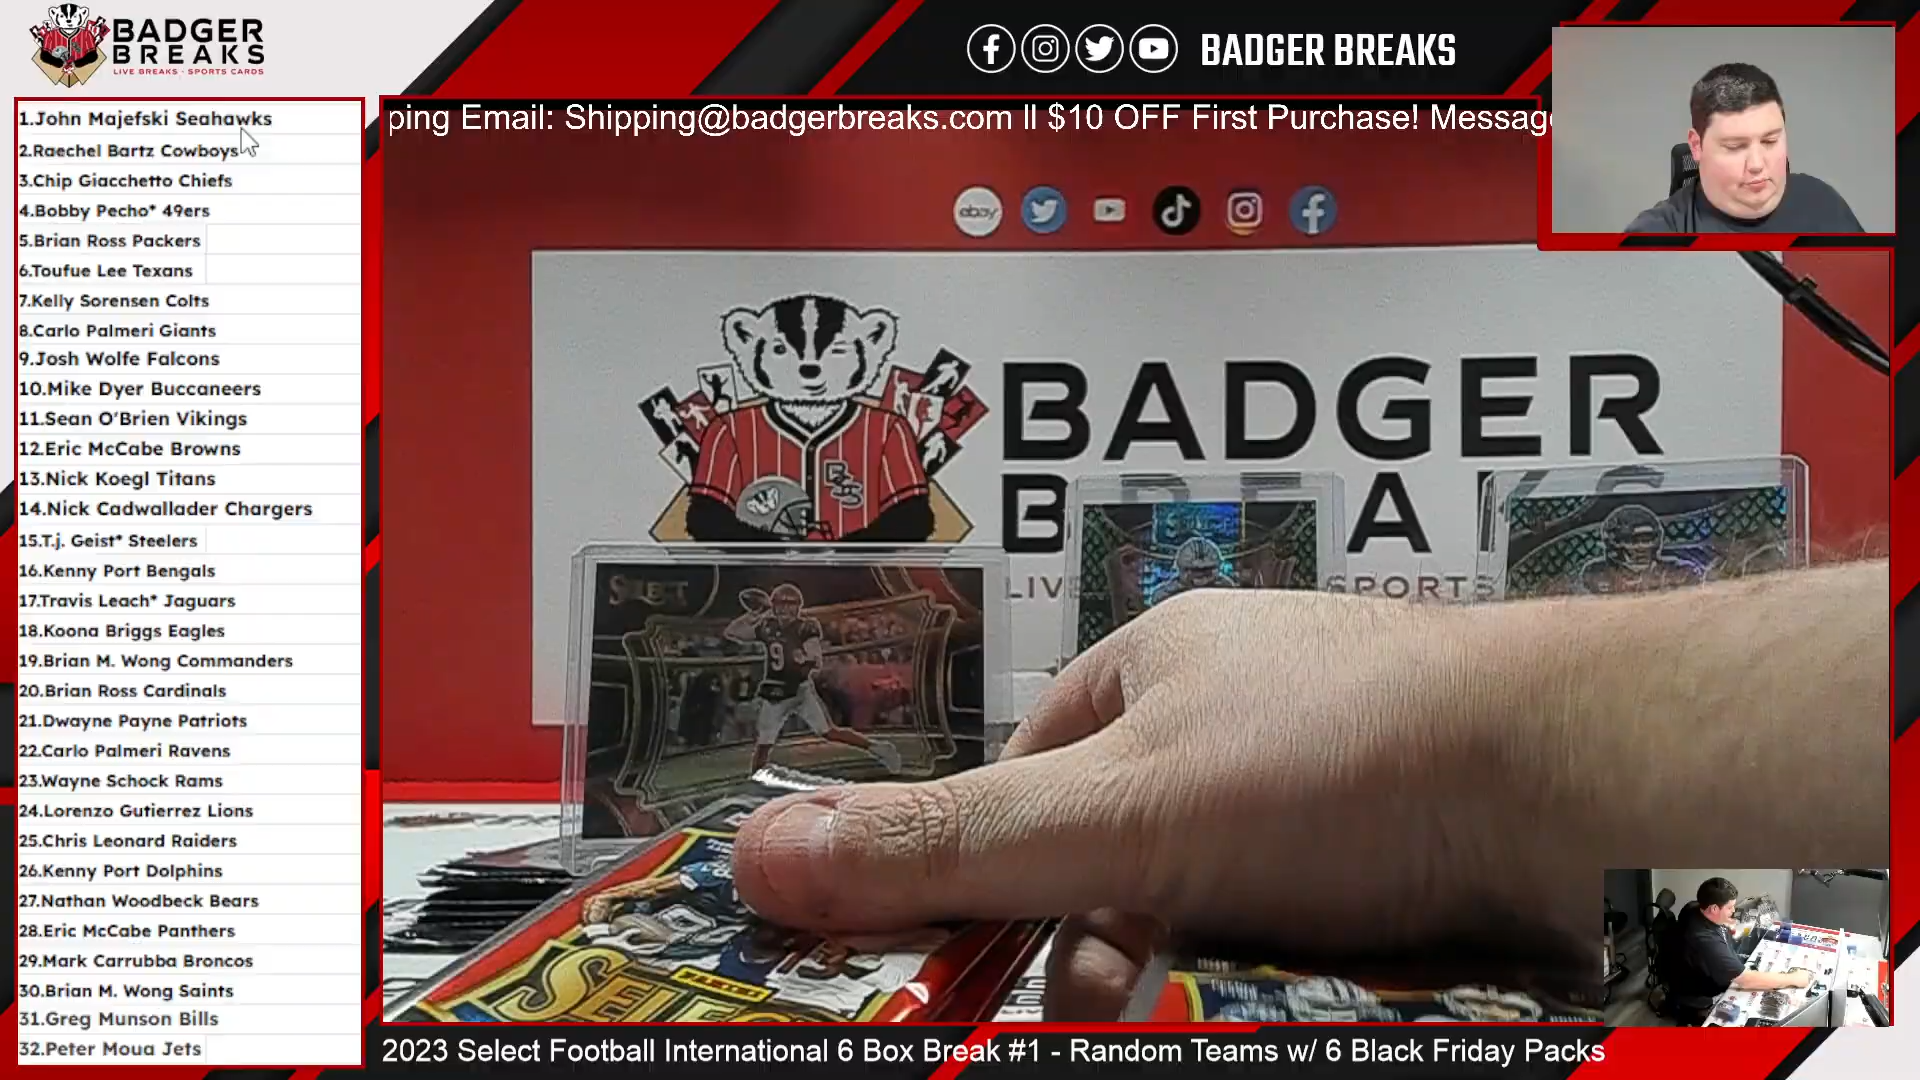 BADGER
BREAKS
LIVE BREAKS - SPORTS CARDS
BADGER BREAKS
ping Email: Shipping@badgerbreaks.com ll $10 OFF First Purchase! Messag
1.John Majefski Seahawks
2.Raechel Bartz Cowboys
3.Chip Giacchetto Chiefs
4.Bobby Pecho* 49ers
5.Brian Ross Packers
6.Toufue Lee Texans
7.Kelly Sorensen Colts
8.Carlo Palmeri Giants
9.Josh Wolfe Falcons
10.Mike Dyer Buccaneers
11.Sean O'Brien Vikings
12.Eric McCabe Browns
13.Nick Koegl Titans
14.Nick Cadwallader Chargers
15.T.j. Geist* Steelers
16.Kenny Port Bengals
17.Travis Leach* Jaguars
18.Koona Briggs Eagles
19.Brian M. Wong Commanders
20.Brian Ross Cardinals
21.Dwayne Payne Patriots
22.Carlo Palmeri Ravens
23.Wayne Schock Rams
24.Lorenzo Gutierrez Lions
25.Chris Leonard Raiders
26.Kenny Port Dolphins
27.Nathan Woodbeck Bears
28.Eric McCabe Panthers
29.Mark Carrubba Broncos
30.Brian M. Wong Saints
31.Greg Munson Bills
32.Peter Moua Jets
ebay
BADGER
B A
LIV SPORTS
SELECT
9
PANINI
SELE
2023 Select Football International 6 Box Break #1 - Random Teams w/ 6 Black Friday Packs